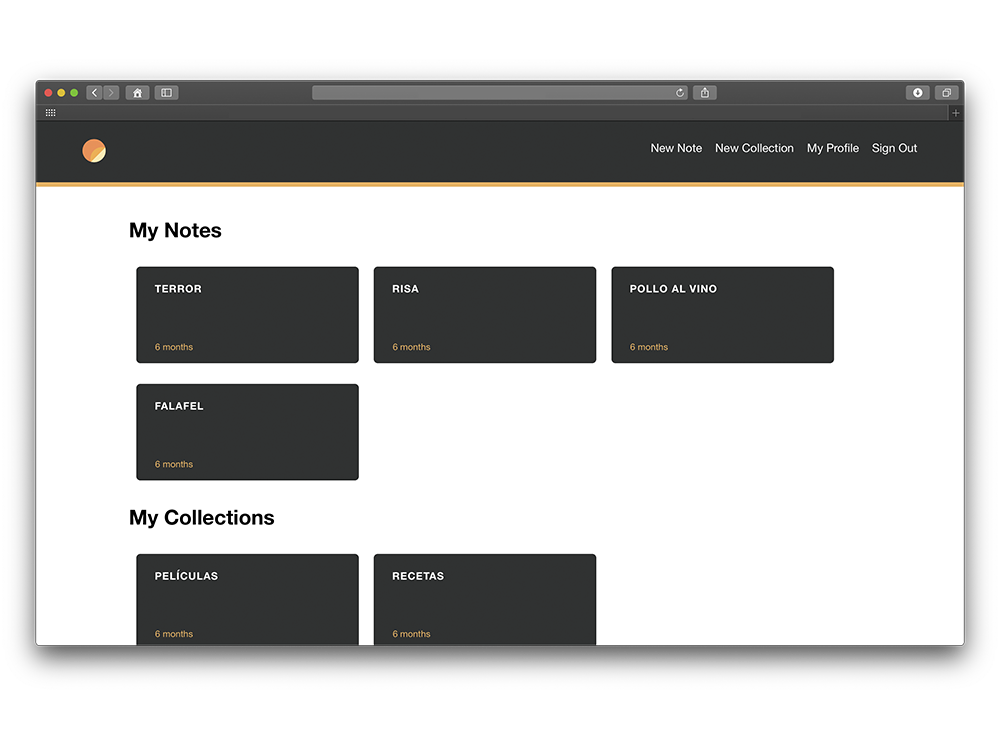 New Note New Collection My Profile Sign Out
My Notes
TERROR
6 months
RISA
6 months
POLLO AL VINO
6 months
FALAFEL
6 months
My Collections
PELÍCULAS
6 months
RECETAS
6 months